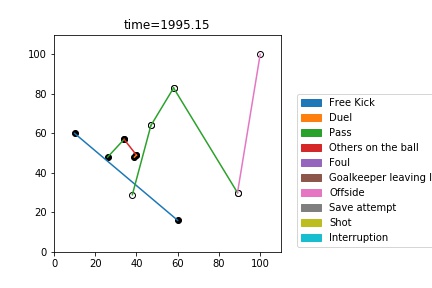 time=1995.15
100
80
60
40
20
0
0 20 40 60 80 100
Free Kick
Duel
Pass
Others on the ball
Foul
Goalkeeper leaving
Offside
Save attempt
Shot
Interruption